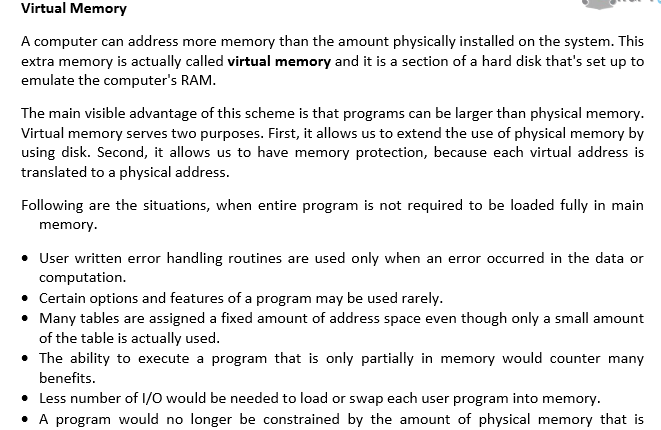 Virtual Memory
A computer can address more memory than the amount physically installed on the system. This
extra memory is actually called virtual memory and it is a section of a hard disk that's set up to
emulate the computer's RAM.
The main visible advantage of this scheme is that programs can be larger than physical memory.
Virtual memory serves two purposes. First, it allows us to extend the use of physical memory by
using disk. Second, it allows us to have memory protection, because each virtual address is
translated to a physical address.
Following are the situations, when entire program is not required to be loaded fully in main
memory.
• User written error handling routines are used only when an error occurred in the data or
computation.
• Certain options and features of a program may be used rarely.
• Many tables are assigned a fixed amount of address space even though only a small amount
of the table is actually used.
• The ability to execute a program that is only partially in memory would counter many
benefits.
• Less number of I/O would be needed to load or swap each user program into memory.
• A program would no longer be constrained by the amount of physical memory that is